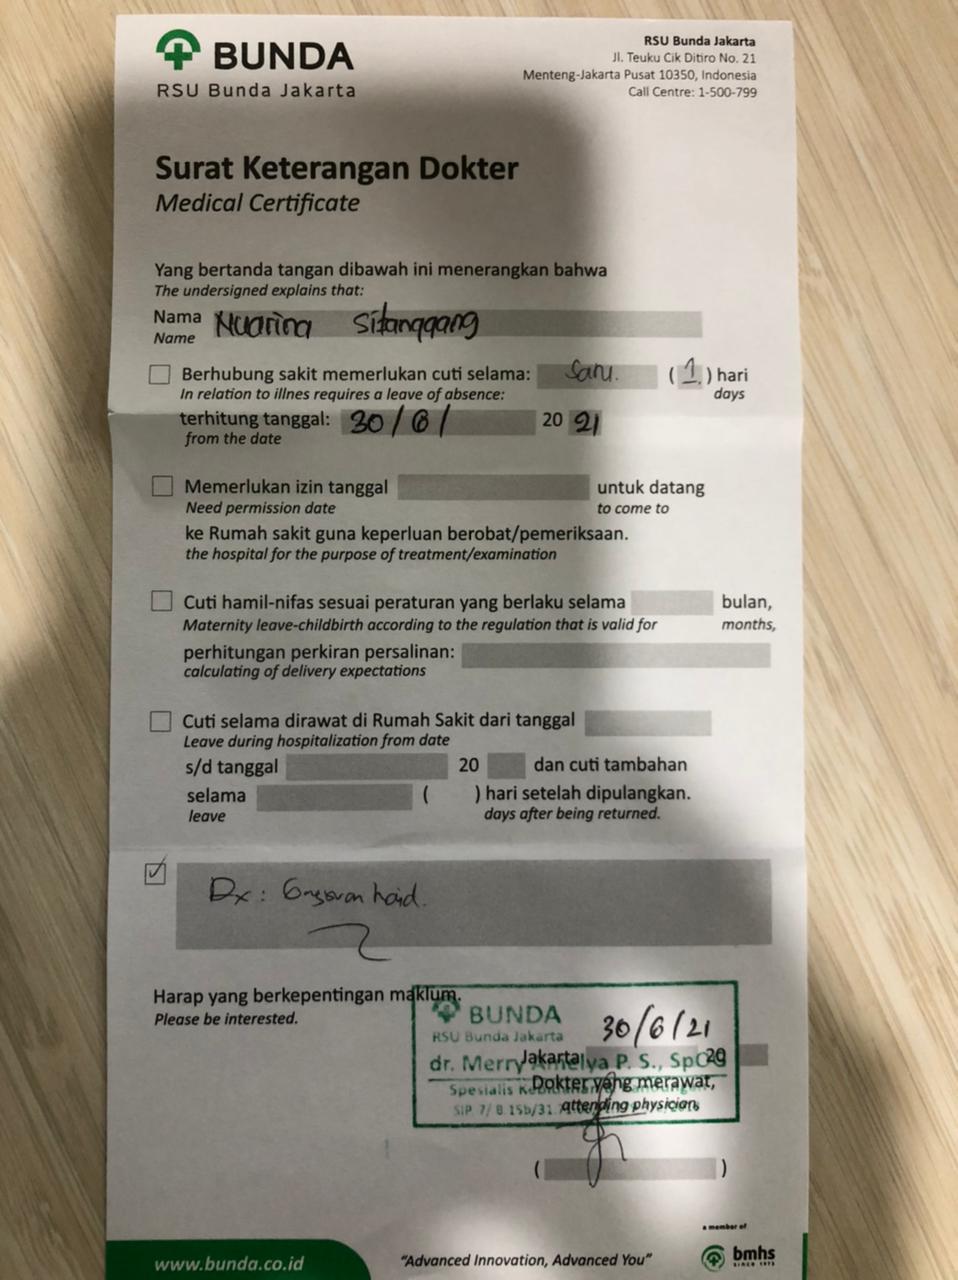 BUNDA
RSU Bunda Jakarta
RSU Bunda Jakarta
Jl. Teuku Cik Ditiro No. 21
Menteng-Jakarta Pusat 10350, Indonesia
Call Centre: 1-500-799
Surat Keterangan Dokter
Medical Certificate
Yang bertanda tangan dibawah ini menerangkan bahwa
The undersigned explains that:
Nama Nuarina Sitanggang
Name
Berhubung sakit memerlukan cuti selama: Satu. (1.) hari
In relation to illnes requires a leave of absence: days
terhitung tanggal: 30/6/ 20 21
from the date
Memerlukan izin tanggal untuk datang
Need permission date to come to
ke Rumah sakit guna keperluan berobat/pemeriksaan.
the hospital for the purpose of treatment/examination
Cuti hamil-nifas sesuai peraturan yang berlaku selama bulan,
Maternity leave-childbirth according to the regulation that is valid for months,
perhitungan perkiran persalinan:
calculating of delivery expectations
Cuti selama dirawat di Rumah Sakit dari tanggal
Leave during hospitalization from date
s/d tanggal 20 dan cuti tambahan
selama ( ) hari setelah dipulangkan.
leave days after being returned.
Dx: haid.
Harap yang berkepentingan maklum.
Please be interested.
BUNDA
RSU Bunda Jakarta
30/6/21
Jakarta 20
dr. Merry Amelya P. S., SpOG
Dokter yang merawat,
Spesialis
attending physician,
SIP 7/ B 15b/31.
( )
www.bunda.co.id
"Advanced Innovation, Advanced You"
a member of
bmhs
SINCE 1973